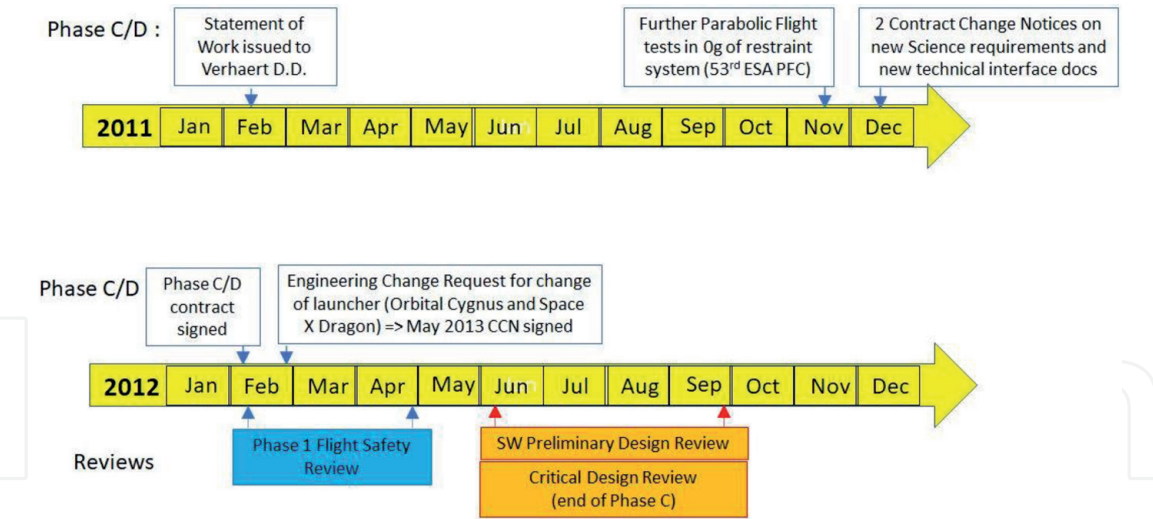 Phase C/D :
Statement of
Work issued to
Verhaert D.D.
Further Parabolic Flight
tests in 0g of restraint
system (53rd ESA PFC)
2 Contract Change Notices on
new Science requirements and
new technical interface docs
2011 Jan Feb Mar Apr May Jun Jul Aug Sep Oct Nov Dec
Phase C/D
Phase C/D
contract
signed
Engineering Change Request for change
of launcher (Orbital Cygnus and Space
X Dragon) => May 2013 CCN signed
2012 Jan Feb Mar Apr May Jun Jul Aug Sep Oct Nov Dec
Reviews
Phase 1 Flight Safety
Review
SW Preliminary Design Review
Critical Design Review
(end of Phase C)